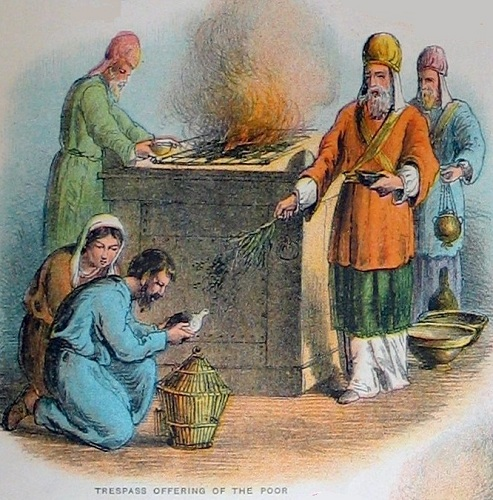 TRESPASS OFFERING OF THE POOR